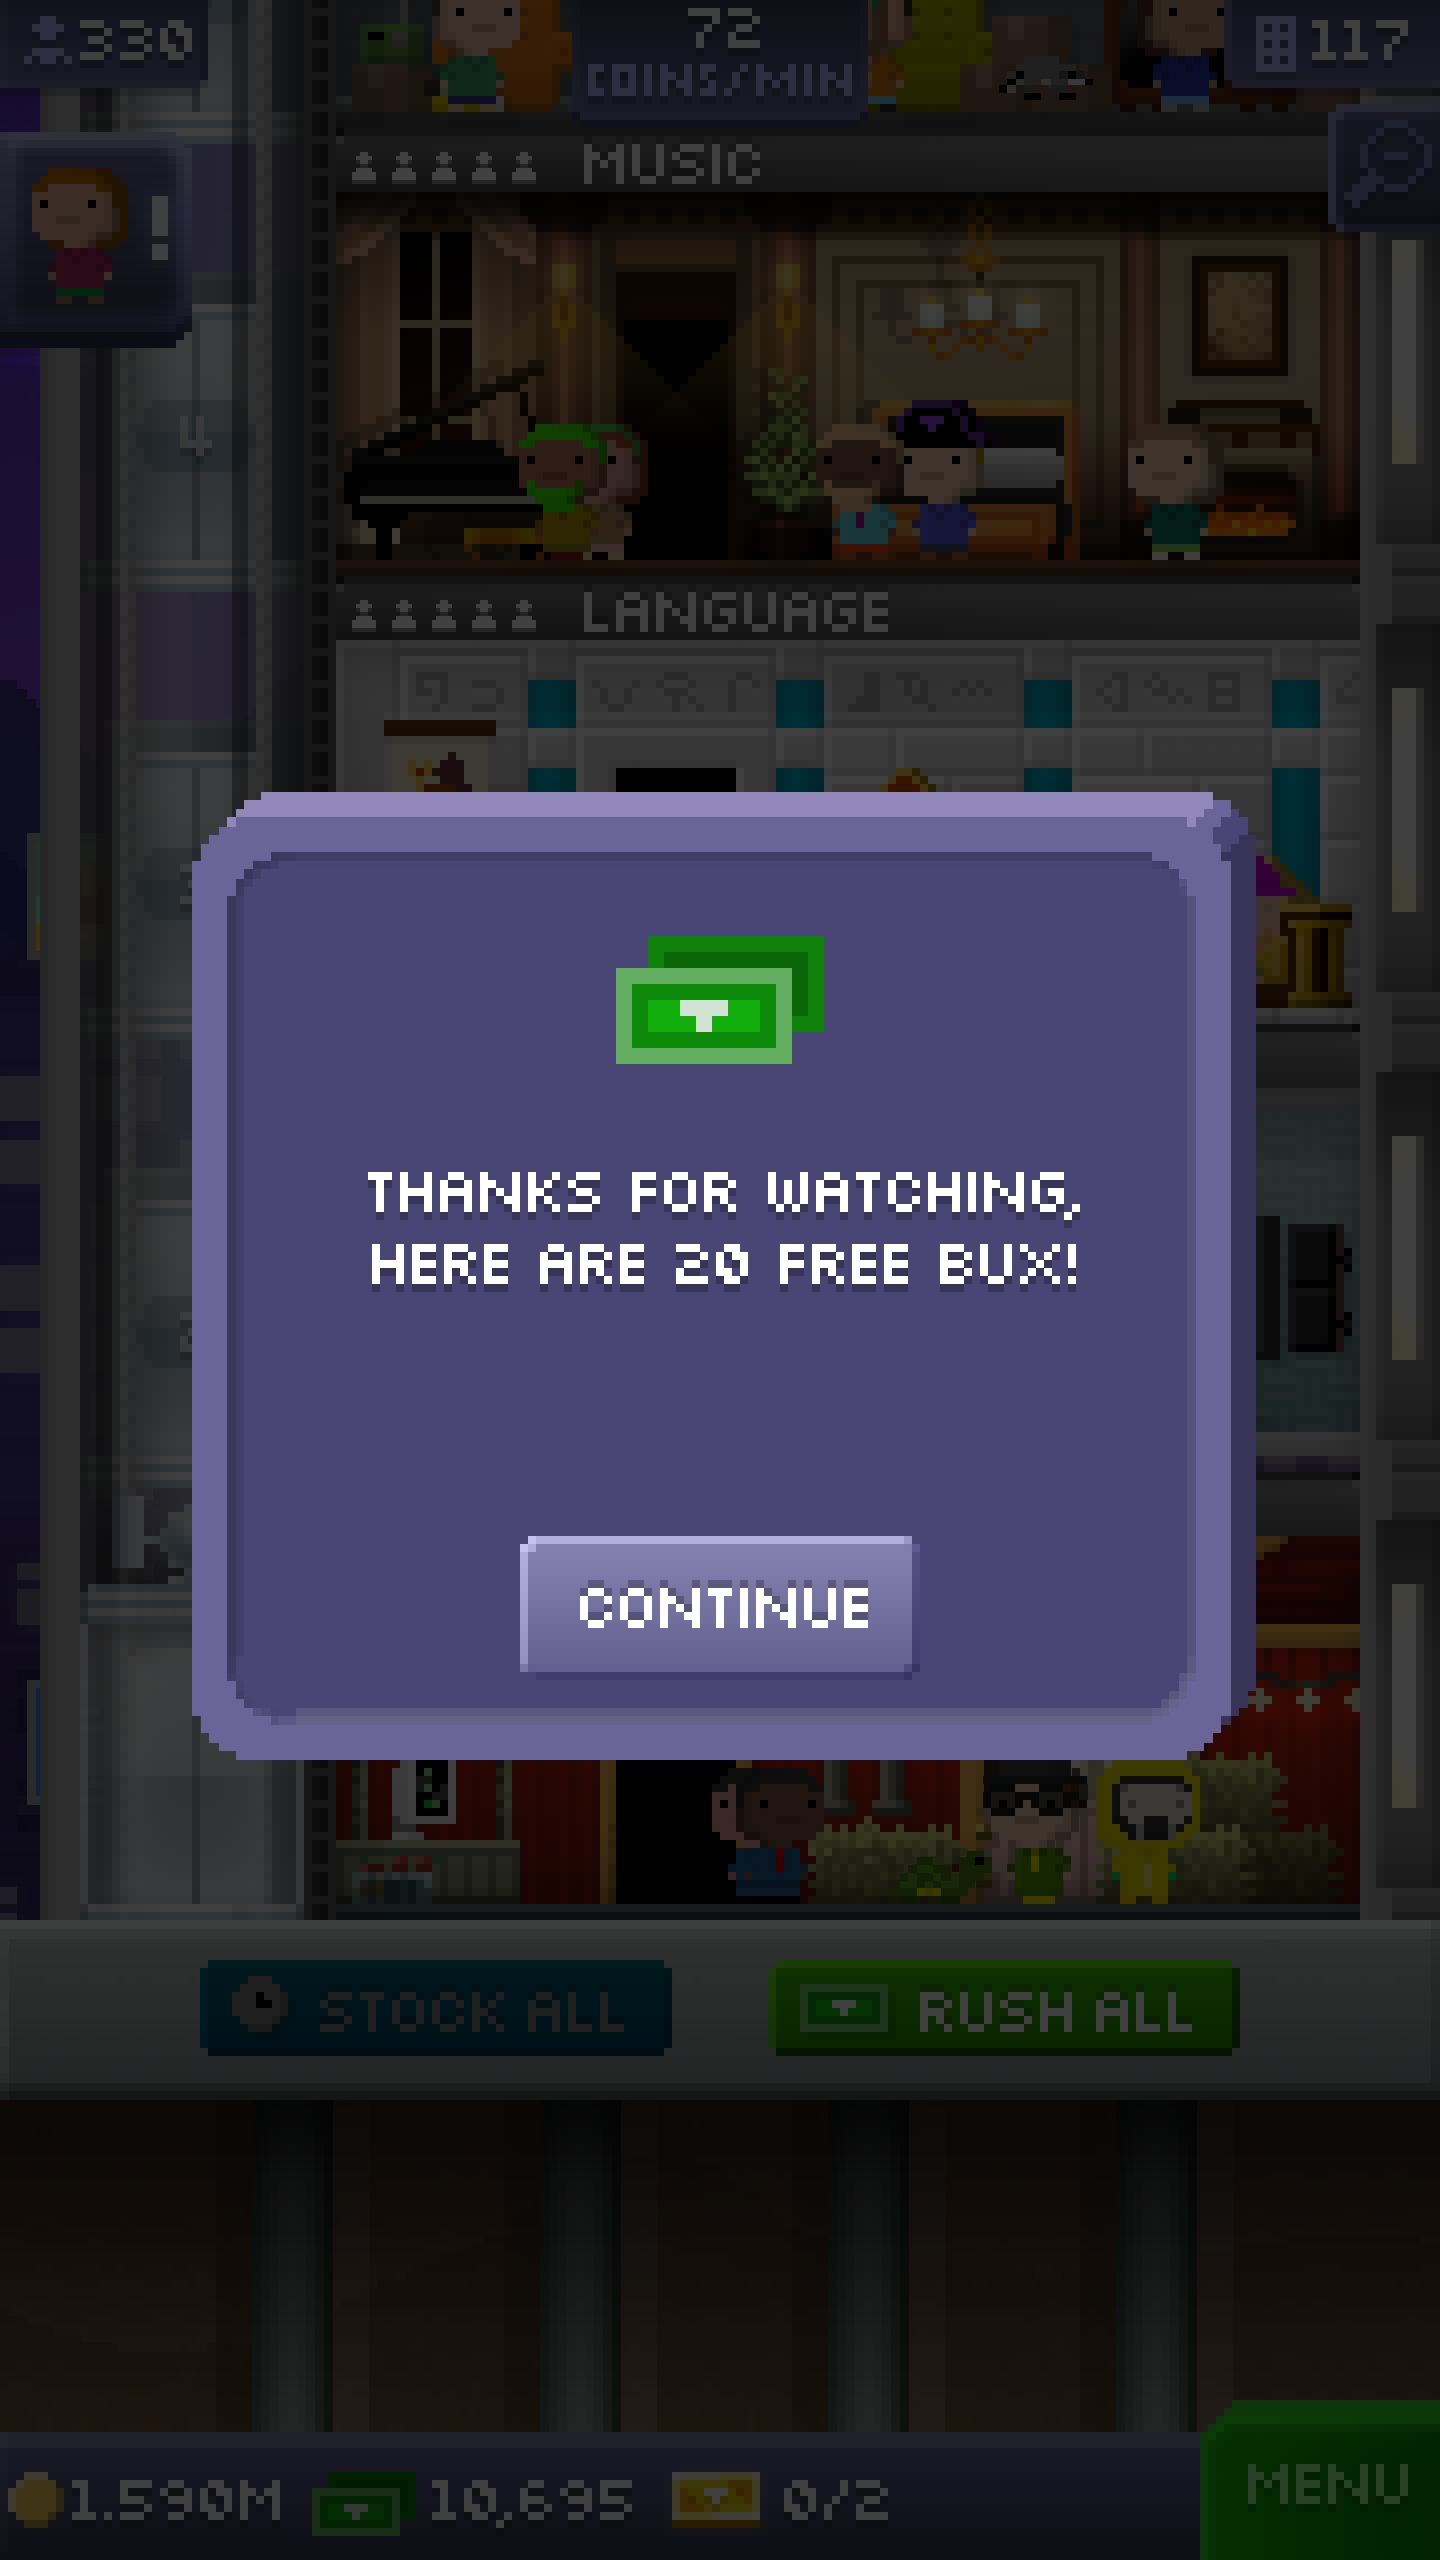 330
72
COINS/MIN
117
!
MUSIC
4
LANGUAGE
THANKS FOR WATCHING,
HERE ARE 20 FREE BUX!
CONTINUE
STOCK ALL
RUSH ALL
1.590M
10,695
0/2
MENU